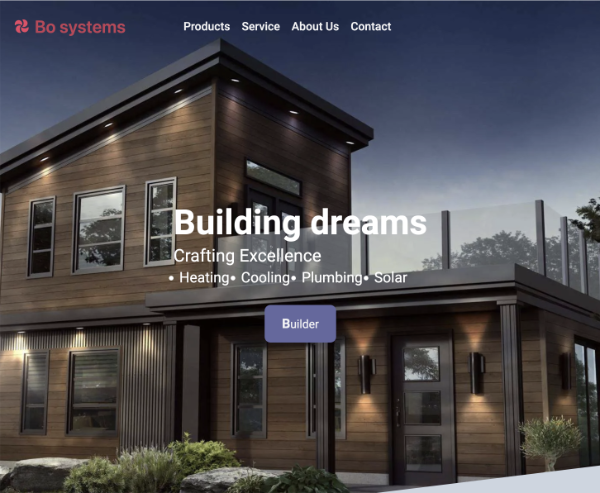 Bo systems
Products Service About Us Contact
Building dreams
Crafting Excellence
• Heating• Cooling• Plumbing• Solar
Builder